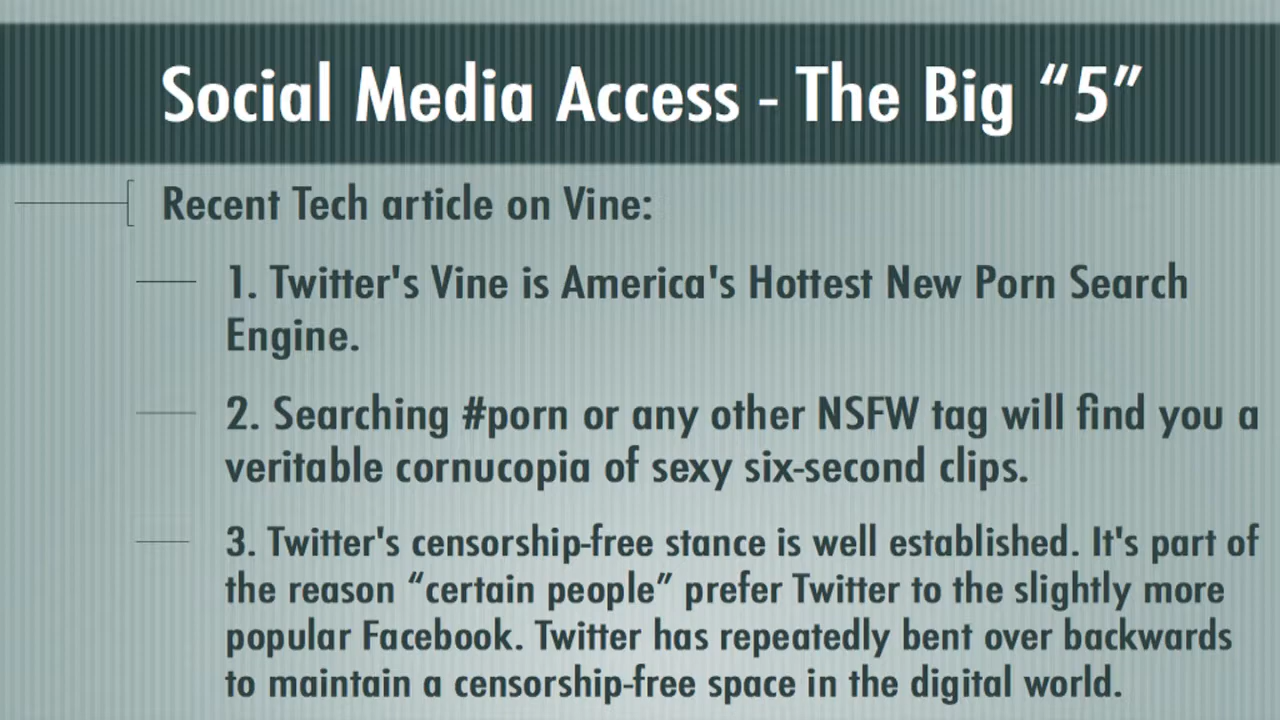 Social Media Access - The Big “5”
Recent Tech article on Vine:
1. Twitter's Vine is America's Hottest New Porn Search
Engine.
2. Searching #porn or any other NSFW tag will find you a
veritable cornucopia of sexy six-second clips.
3. Twitter's censorship-free stance is well established. It's part of
the reason “certain people” prefer Twitter to the slightly more
popular Facebook. Twitter has repeatedly bent over backwards
to maintain a censorship-free space in the digital world.